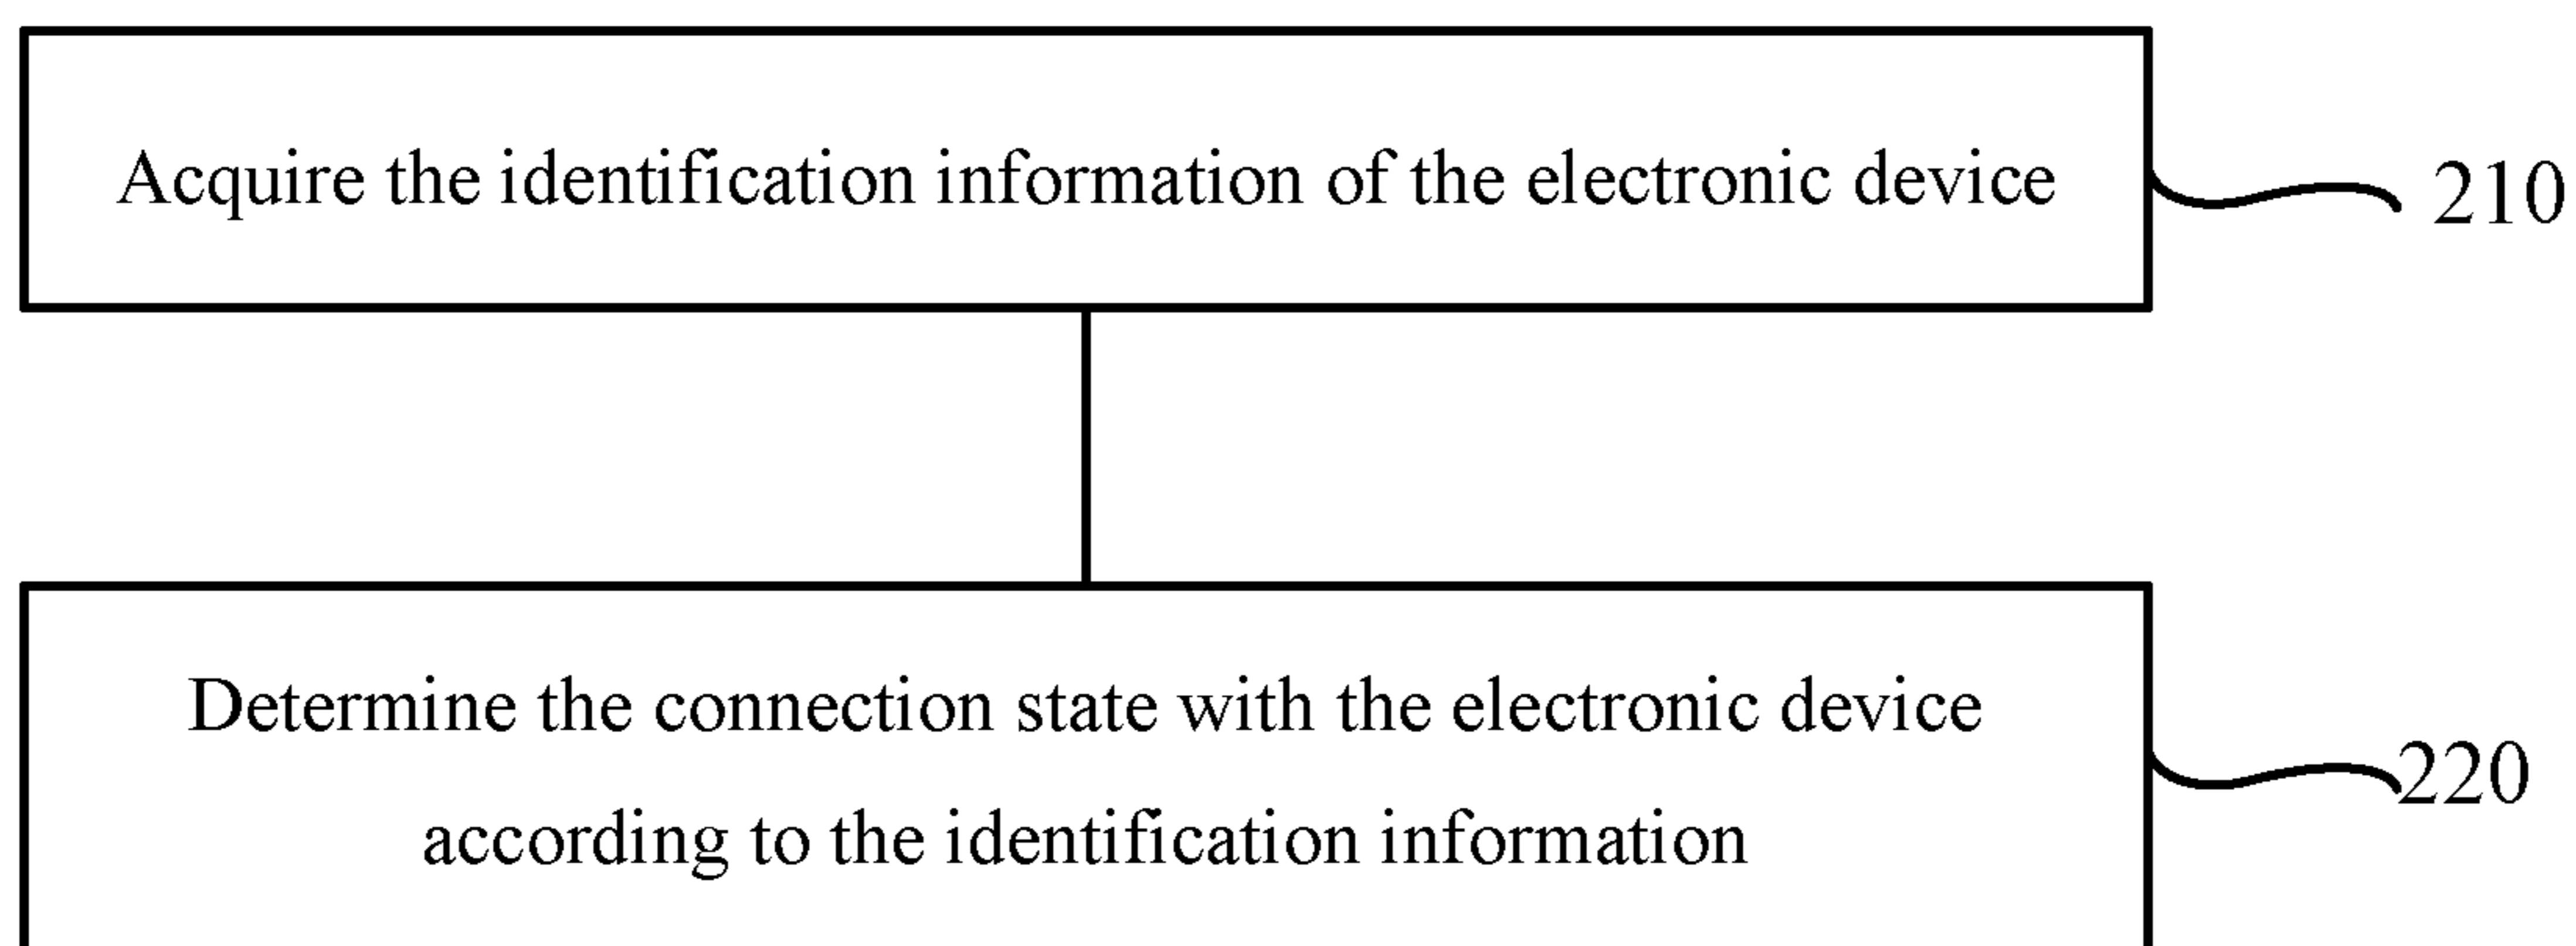 Acquire the identification information of the electronic device
210
Determine the connection state with the electronic device
according to the identification information
220